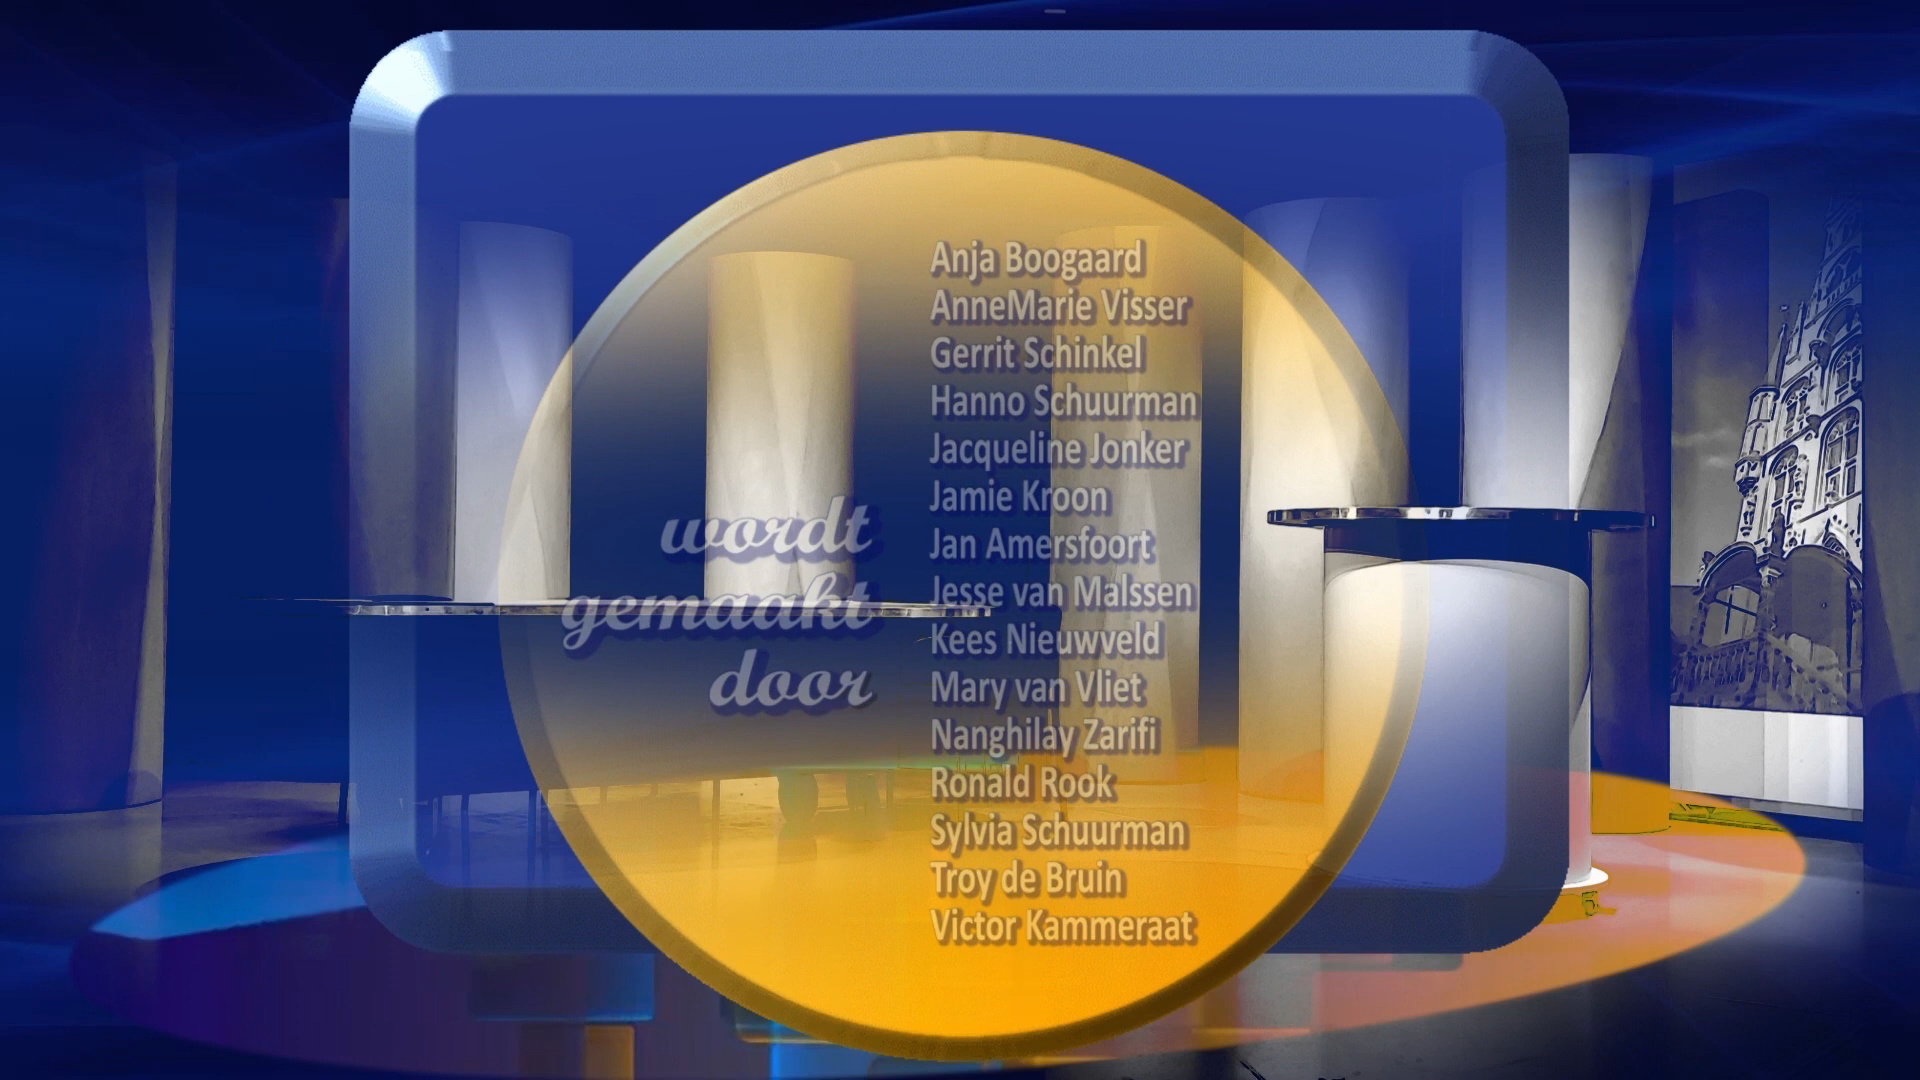 wordt
gemaakt
door
Anja Boogaard
AnneMarie Visser
Gerrit Schinkel
Hanno Schuurman
Jacqueline Jonker
Jamie Kroon
Jan Amersfoort
Jesse van Malssen
Kees Nieuwveld
Mary van Vliet
Nanghilay Zarifi
Ronald Rook
Sylvia Schuurman
Troy de Bruin
Victor Kammeraat